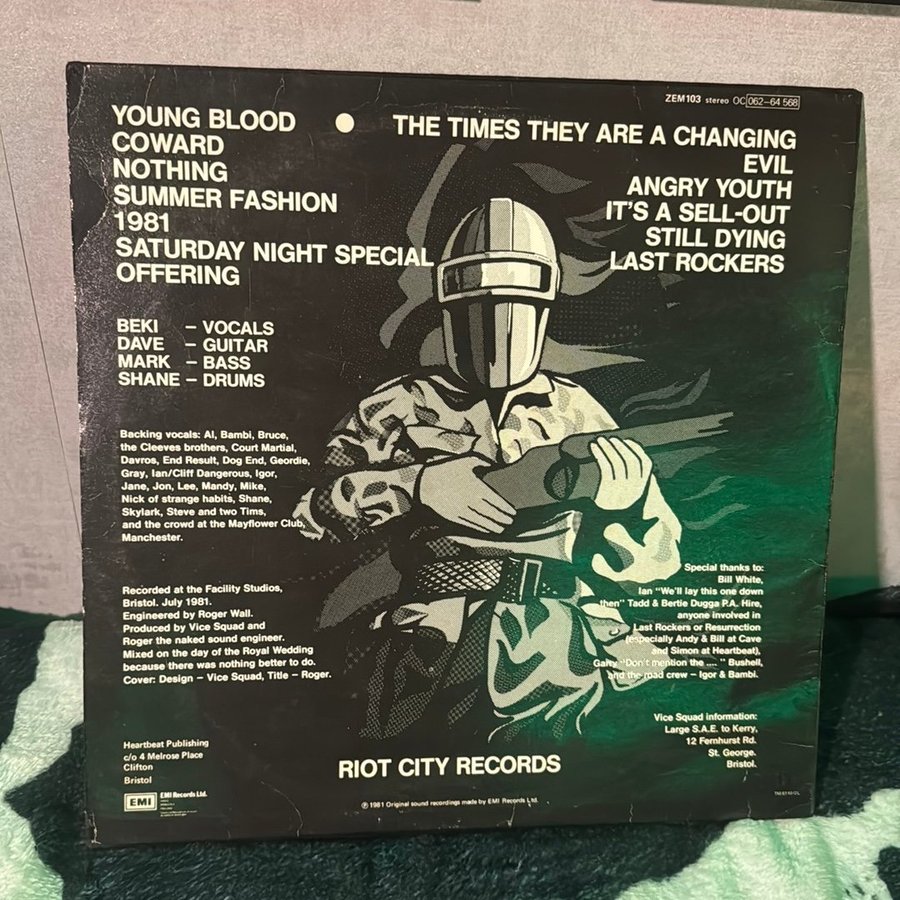 ZEM103 stereo OC 062-64 568
YOUNG BLOOD
COWARD
NOTHING
SUMMER FASHION
1981
SATURDAY NIGHT SPECIAL
OFFERING
THE TIMES THEY ARE A CHANGING
EVIL
ANGRY YOUTH
IT'S A SELL-OUT
STILL DYING
LAST ROCKERS
BEKI – VOCALS
DAVE – GUITAR
MARK – BASS
SHANE – DRUMS
Backing vocals: Al, Bambi, Bruce,
the Cleeves brothers, Court Martial,
Davros, End Result, Dog End, Geordie,
Gray, Ian/Cliff Dangerous, Igor,
Jane, Jon, Lee, Mandy, Mike,
Nick of strange habits, Shane,
Skylark, Steve and two Tims,
and the crowd at the Mayflower Club,
Manchester.
Recorded at the Facility Studios,
Bristol. July 1981.
Engineered by Roger Wall.
Produced by Vice Squad and
Roger the naked sound engineer.
Mixed on the day of the Royal Wedding
because there was nothing better to do.
Cover: Design – Vice Squad, Title – Roger.
Special thanks to:
Bill White,
Ian "We'll lay this one down
then" Tadd & Bertie Dugga P.A. Hire,
anyone involved in
Last Rockers or Resurrection
(especially Andy & Bill at Cave
and Simon at Heartbeat),
"Don't mention the .... " Bushell,
and the road crew – Igor & Bambi.
Vice Squad information:
Large S.A.E. to Kerry,
12 Fernhurst Rd.
St. George.
Bristol.
Heartbeat Publishing
c/o 4 Melrose Place
Clifton
Bristol
EMI EMI Records Ltd.
RIOT CITY RECORDS
℗ 1981 Original sound recordings made by EMI Records Ltd.